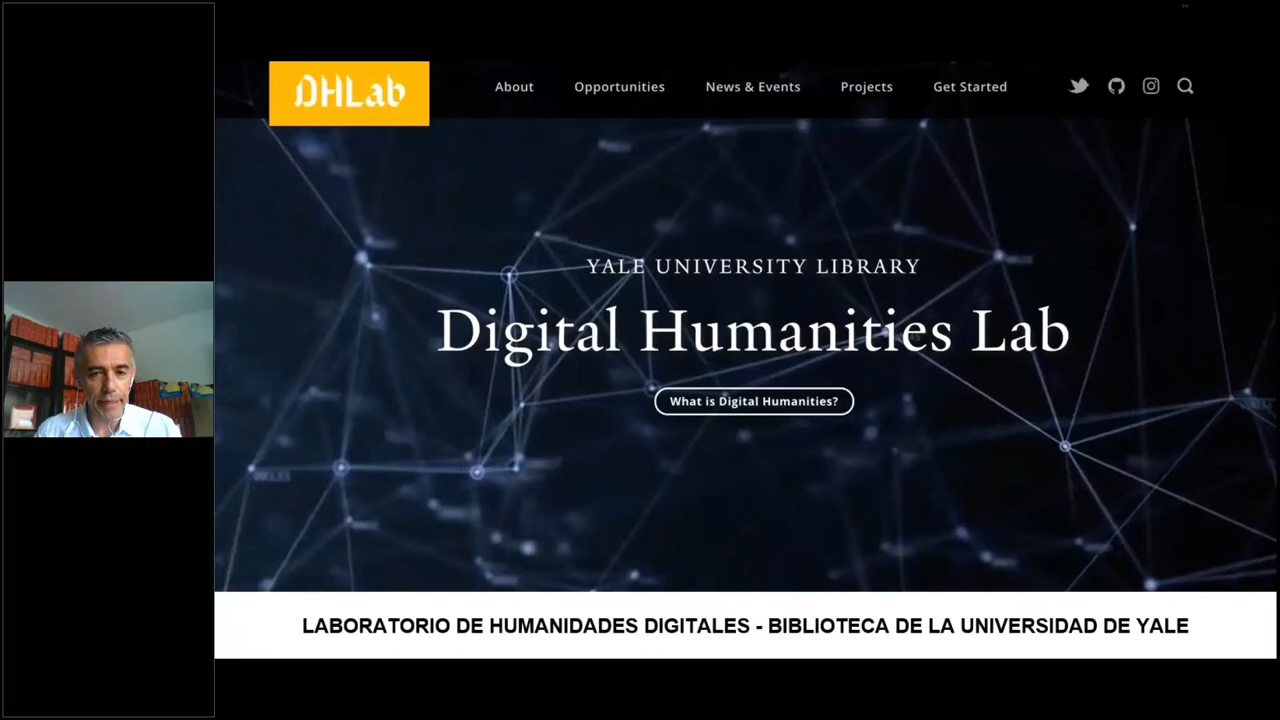 DHLab
About
Opportunities
News & Events
Projects
Get Started
YALE UNIVERSITY LIBRARY
Digital Humanities Lab
What is Digital Humanities?
LABORATORIO DE HUMANIDADES DIGITALES - BIBLIOTECA DE LA UNIVERSIDAD DE YALE